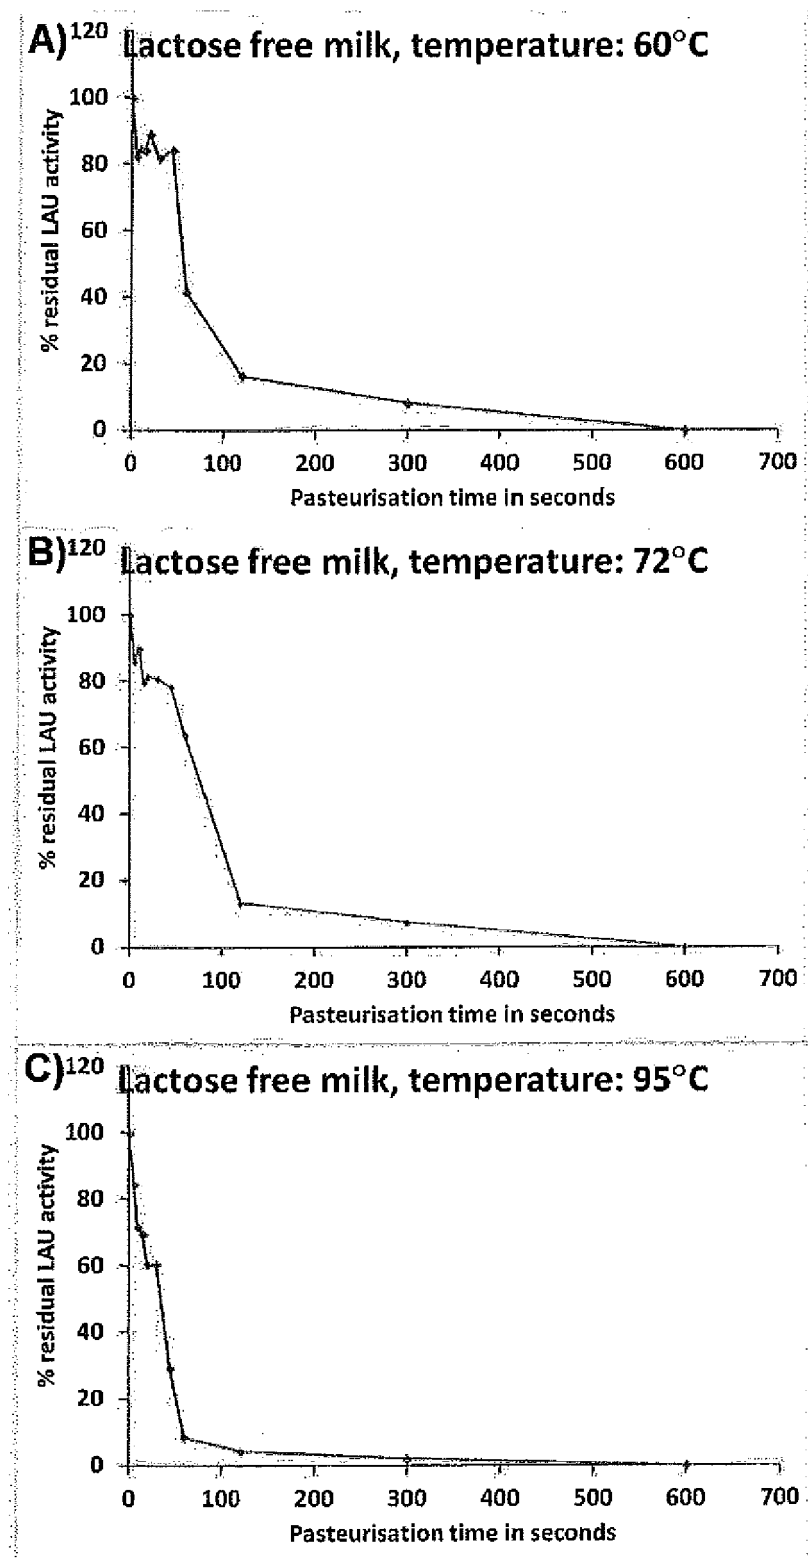 A)
Lactose free milk, temperature: 60°C
% residual LAU activity
120
100
80
60
40
20
0
0 100 200 300 400 500 600 700
Pasteurisation time in seconds
B)
Lactose free milk, temperature: 72°C
% residual LAU activity
120
100
80
60
40
20
0
0 100 200 300 400 500 600 700
Pasteurisation time in seconds
C)
Lactose free milk, temperature: 95°C
% residual LAU activity
120
100
80
60
40
20
0
0 100 200 300 400 500 600 700
Pasteurisation time in seconds